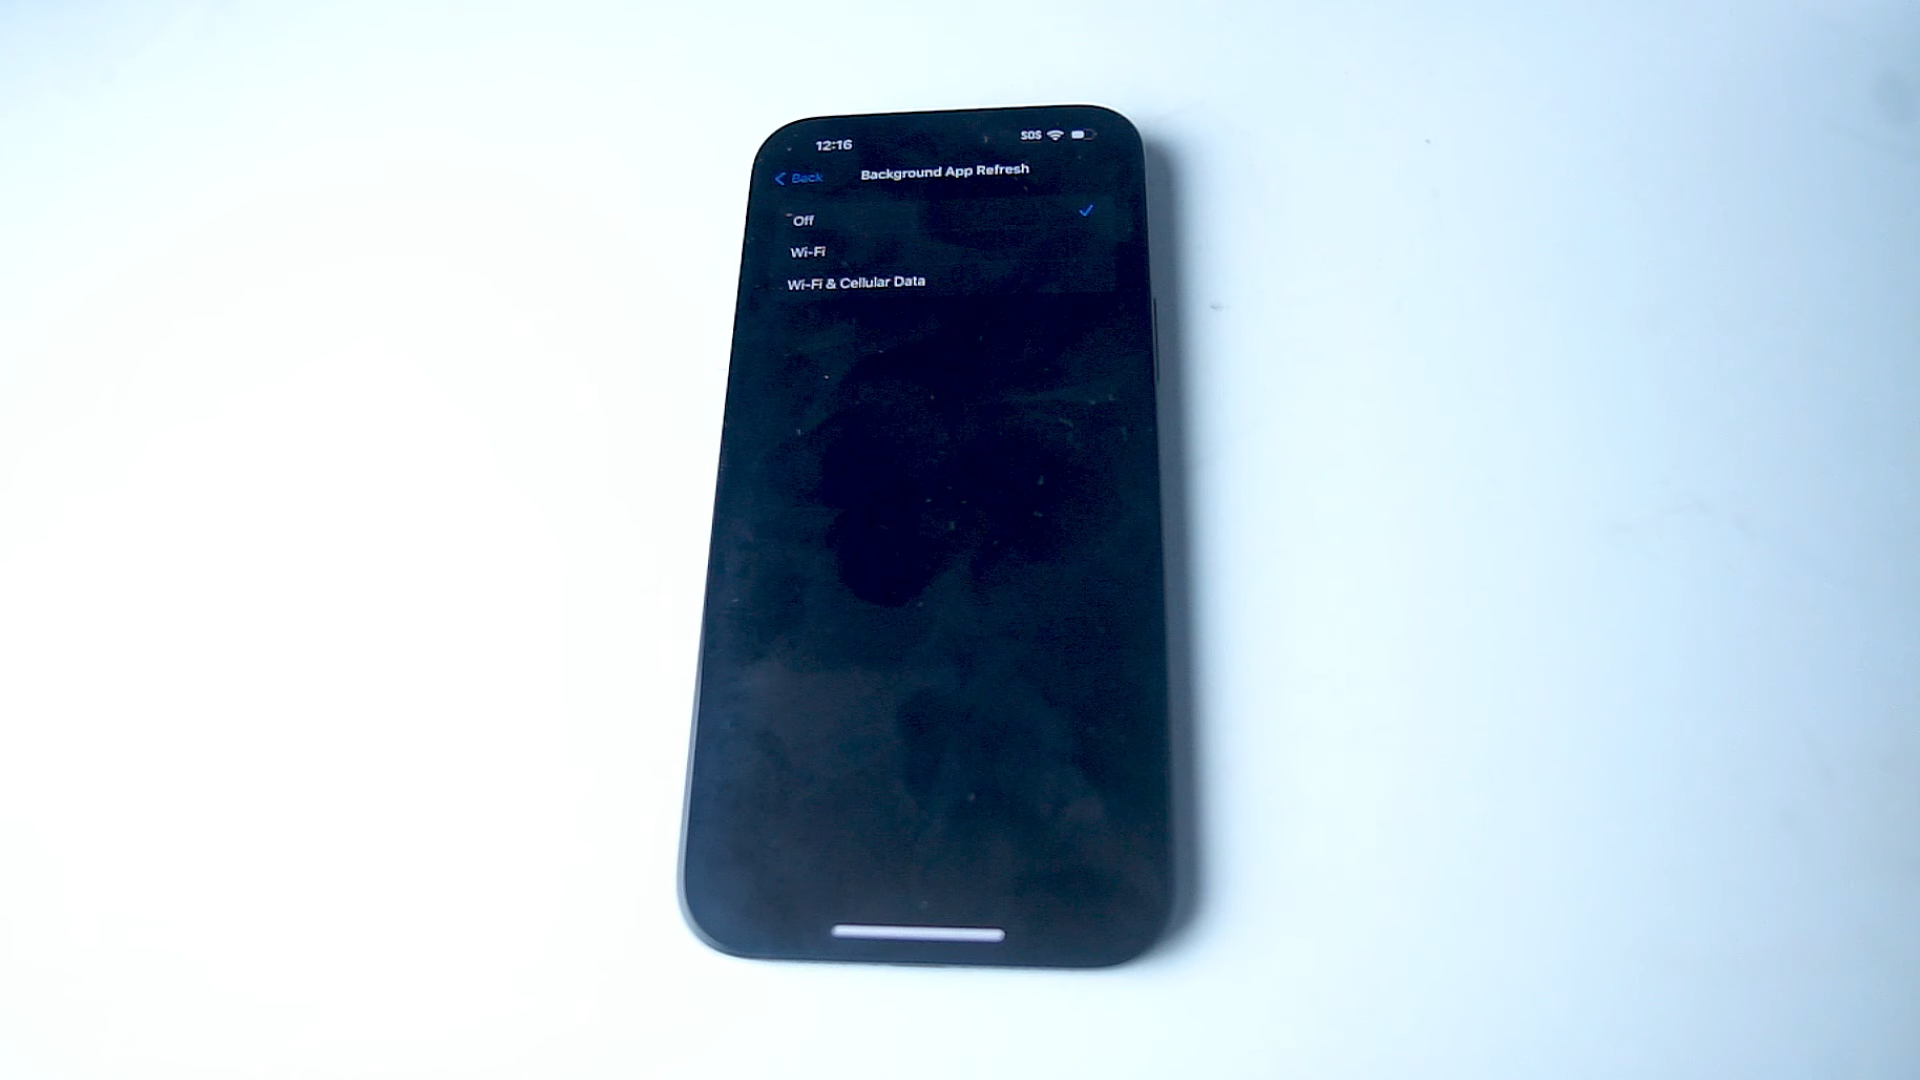 12:16 SOS
Back Background App Refresh
Off
Wi-Fi
Wi-Fi & Cellular Data